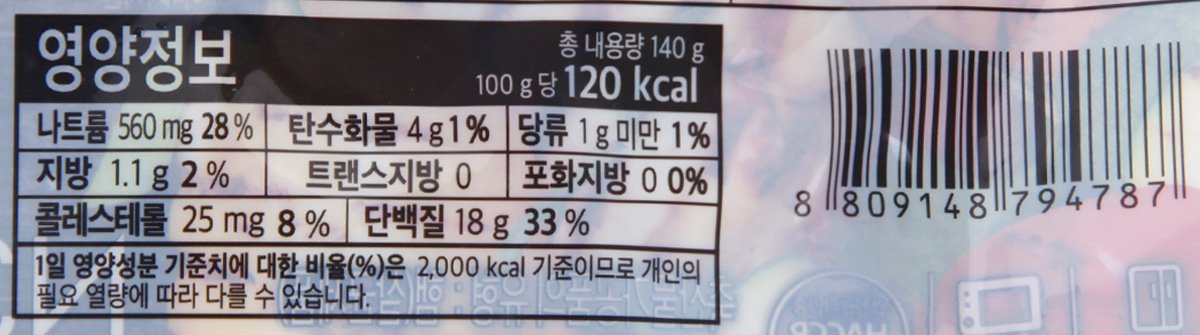 영양정보
총 내용량 140 g
100 g 당 120 kcal
나트륨 560 mg 28 % 탄수화물 4 g 1 % 당류 1 g 미만 1%
지방 1.1 g 2 % 트랜스지방 0 포화지방 0 0%
콜레스테롤 25 mg 8 % 단백질 18 g 33 %
1일 영양성분 기준치에 대한 비율(%)은 2,000 kcal 기준이므로 개인의
필요 열량에 따라 다를 수 있습니다.
8 809148 794787
HACCP